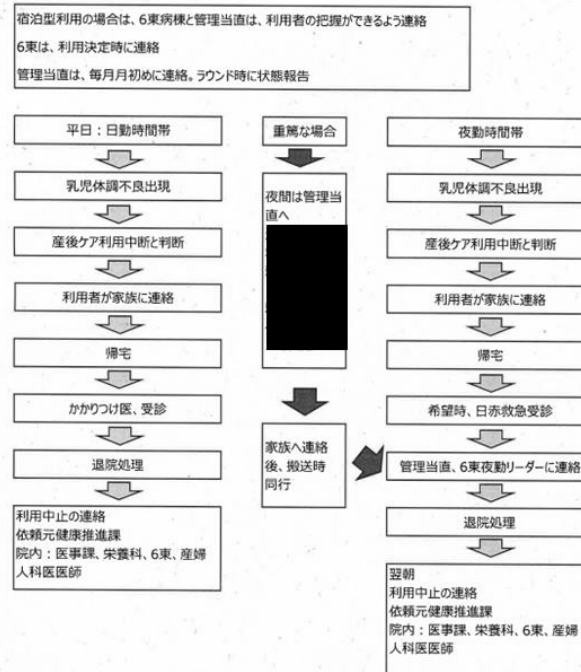 宿泊型利用の場合は、6東病棟と管理当直は、利用者の把握ができるよう連絡
6東は、利用決定時に連絡
管理当直は、毎月月初めに連絡。ラウンド時に状態報告
平日：日勤時間帯
乳児体調不良出現
産後ケア利用中断と判断
利用者が家族に連絡
帰宅
かかりつけ医、受診
退院処理
利用中止の連絡
依頼元健康推進課
院内：医事課、栄養科、6東、産婦
人科医医師
重篤な場合
夜間は管理当
直へ
家族へ連絡
後、搬送時
同行
夜勤時間帯
乳児体調不良出現
産後ケア利用中断と判断
利用者が家族に連絡
帰宅
希望時、日赤救急受診
管理当直、6東夜勤リーダーに連絡
退院処理
翌朝
利用中止の連絡
依頼元健康推進課
院内：医事課、栄養科、6東、産婦
人科医医師